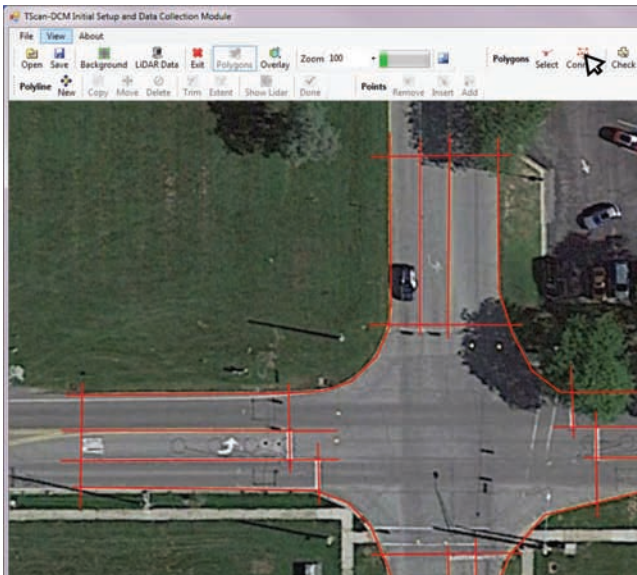 TScan-DCM Initial Setup and Data Collection Module
File View About
Open Save Background LiDAR Data Exit Polygons Overlay Zoom 100 Polygons Select Check
Polyline New Copy Move Delete Trim Extent Show Lidar Done Points Remove Insert Add